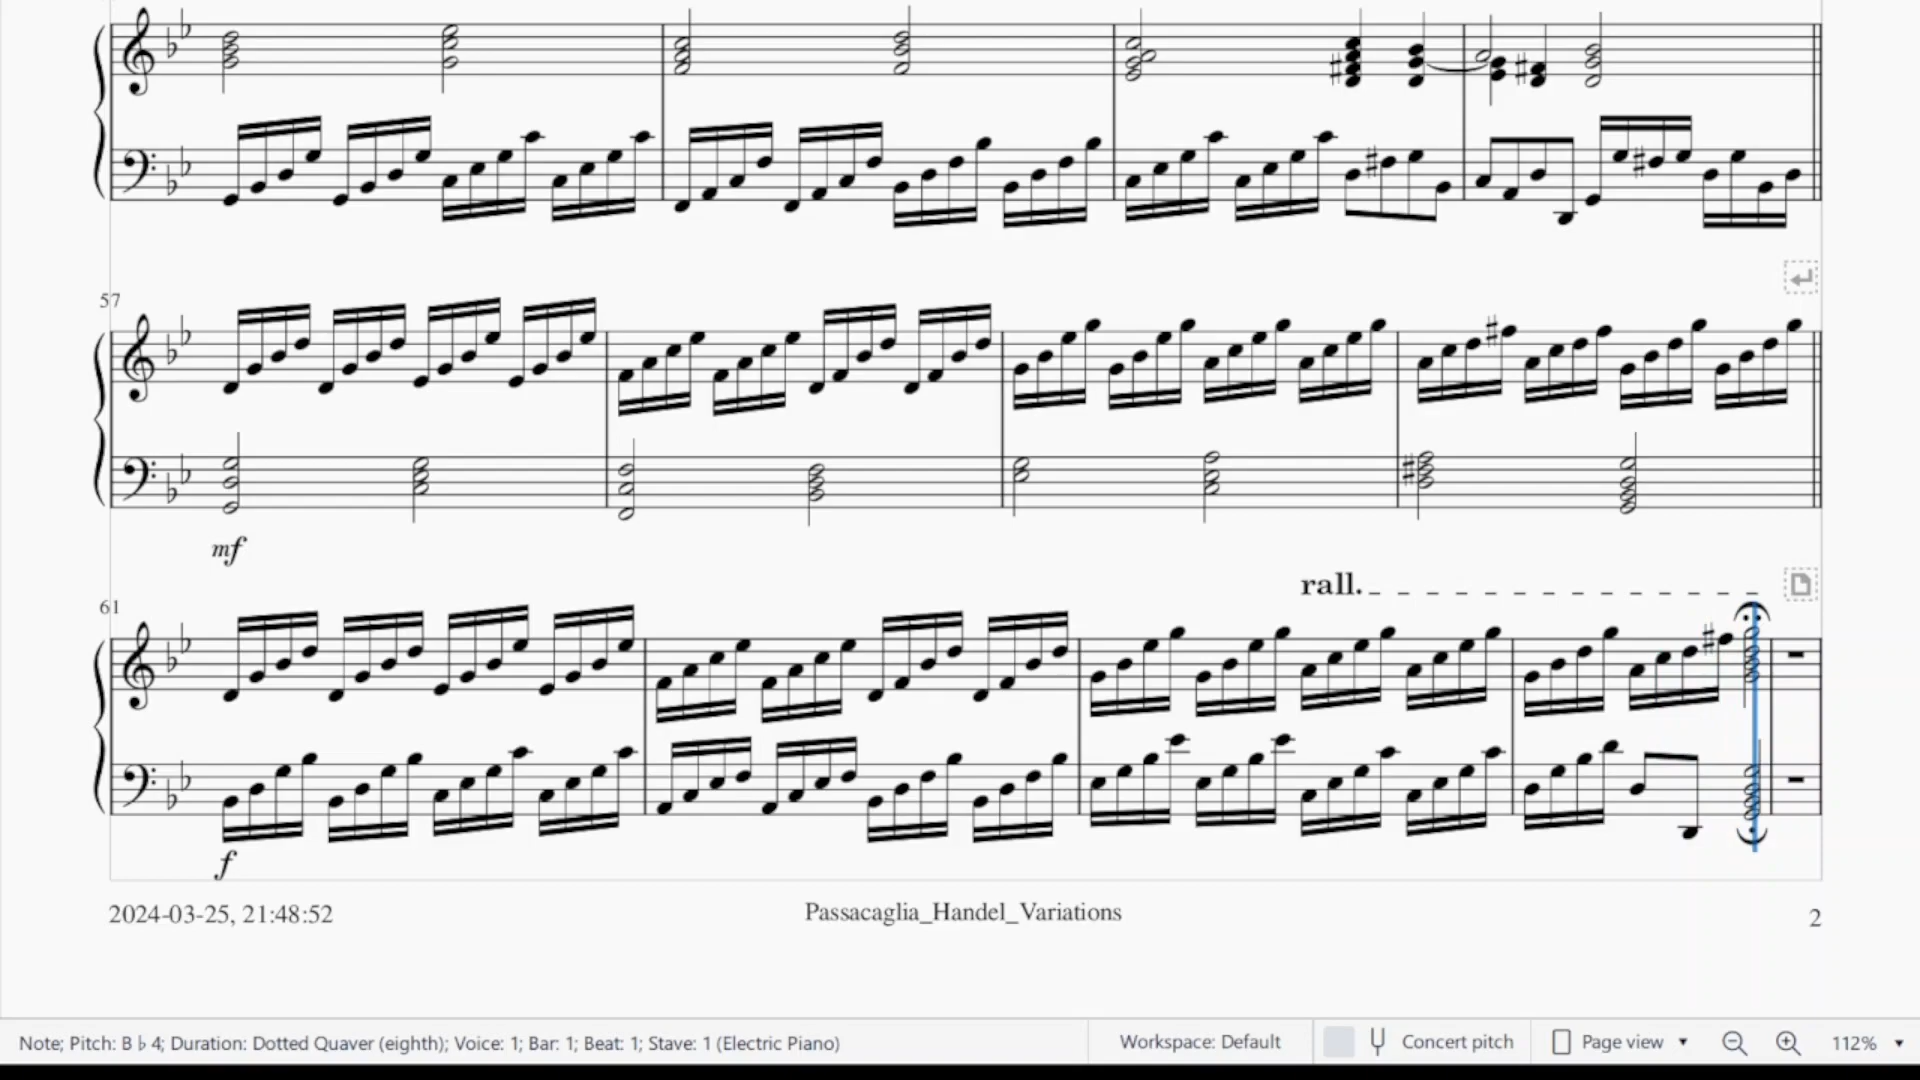 57
mf
rall.
61
f
2024-03-25, 21:48:52
Passacaglia_Handel_Variations
2
Note; Pitch: B♭4; Duration: Dotted Quaver (eighth); Voice: 1; Bar: 1; Beat: 1; Stave: 1 (Electric Piano)
Workspace: Default
Concert pitch
Page view
112%